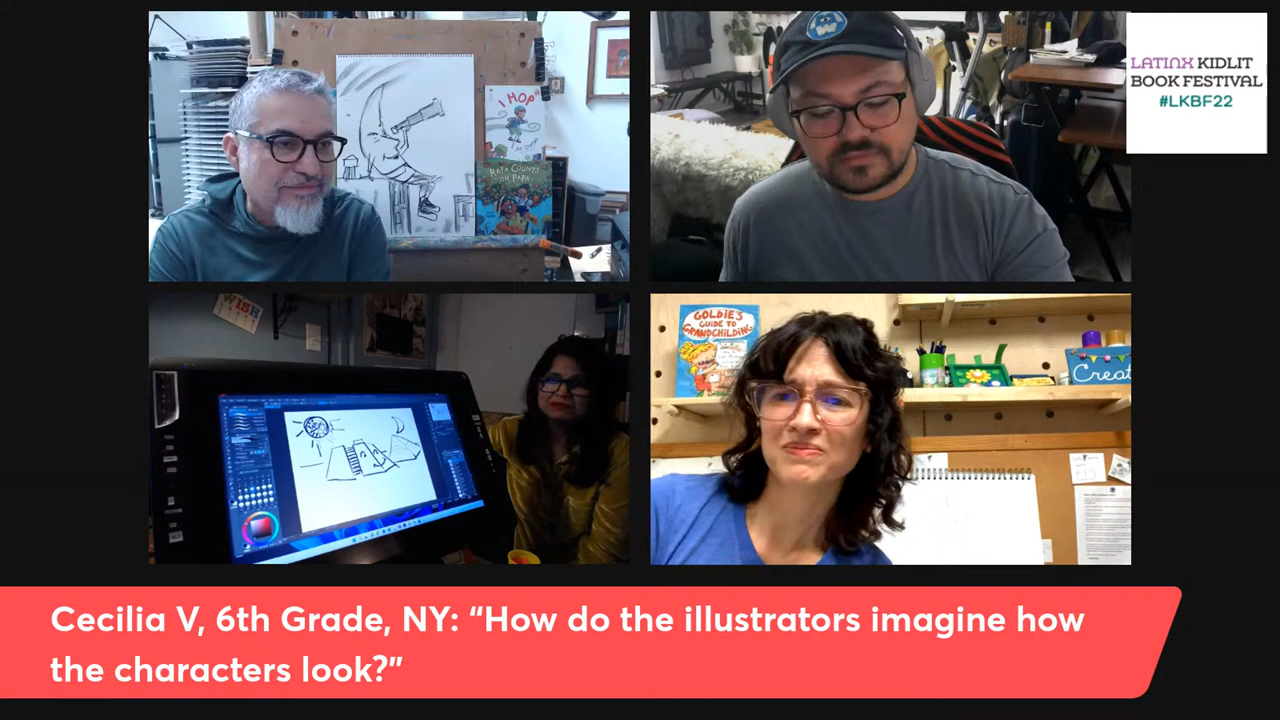 LATINX KIDLIT
BOOK FESTIVAL
#LKBF22
I HOP
RAFA COUNTS
ON PAPA
WISH
GOLDIE'S
GUIDE TO
GRANDCHILDING
Creat
Cecilia V, 6th Grade, NY: “How do the illustrators imagine how
the characters look?”